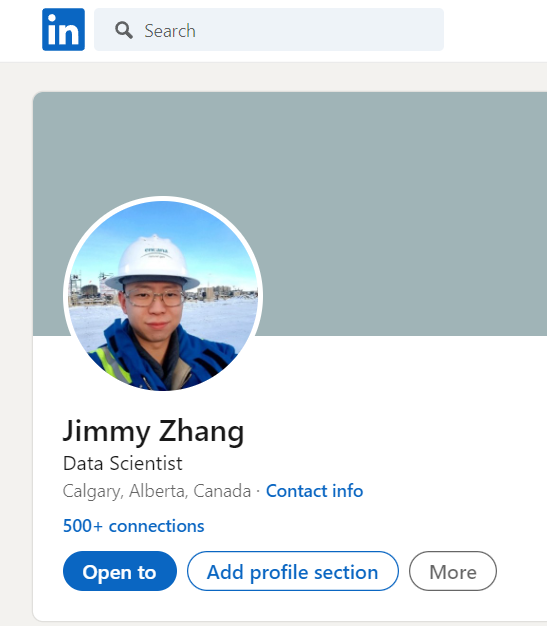 in
Search
Jimmy Zhang
Data Scientist
Calgary, Alberta, Canada · Contact info
500+ connections
Open to
Add profile section
More